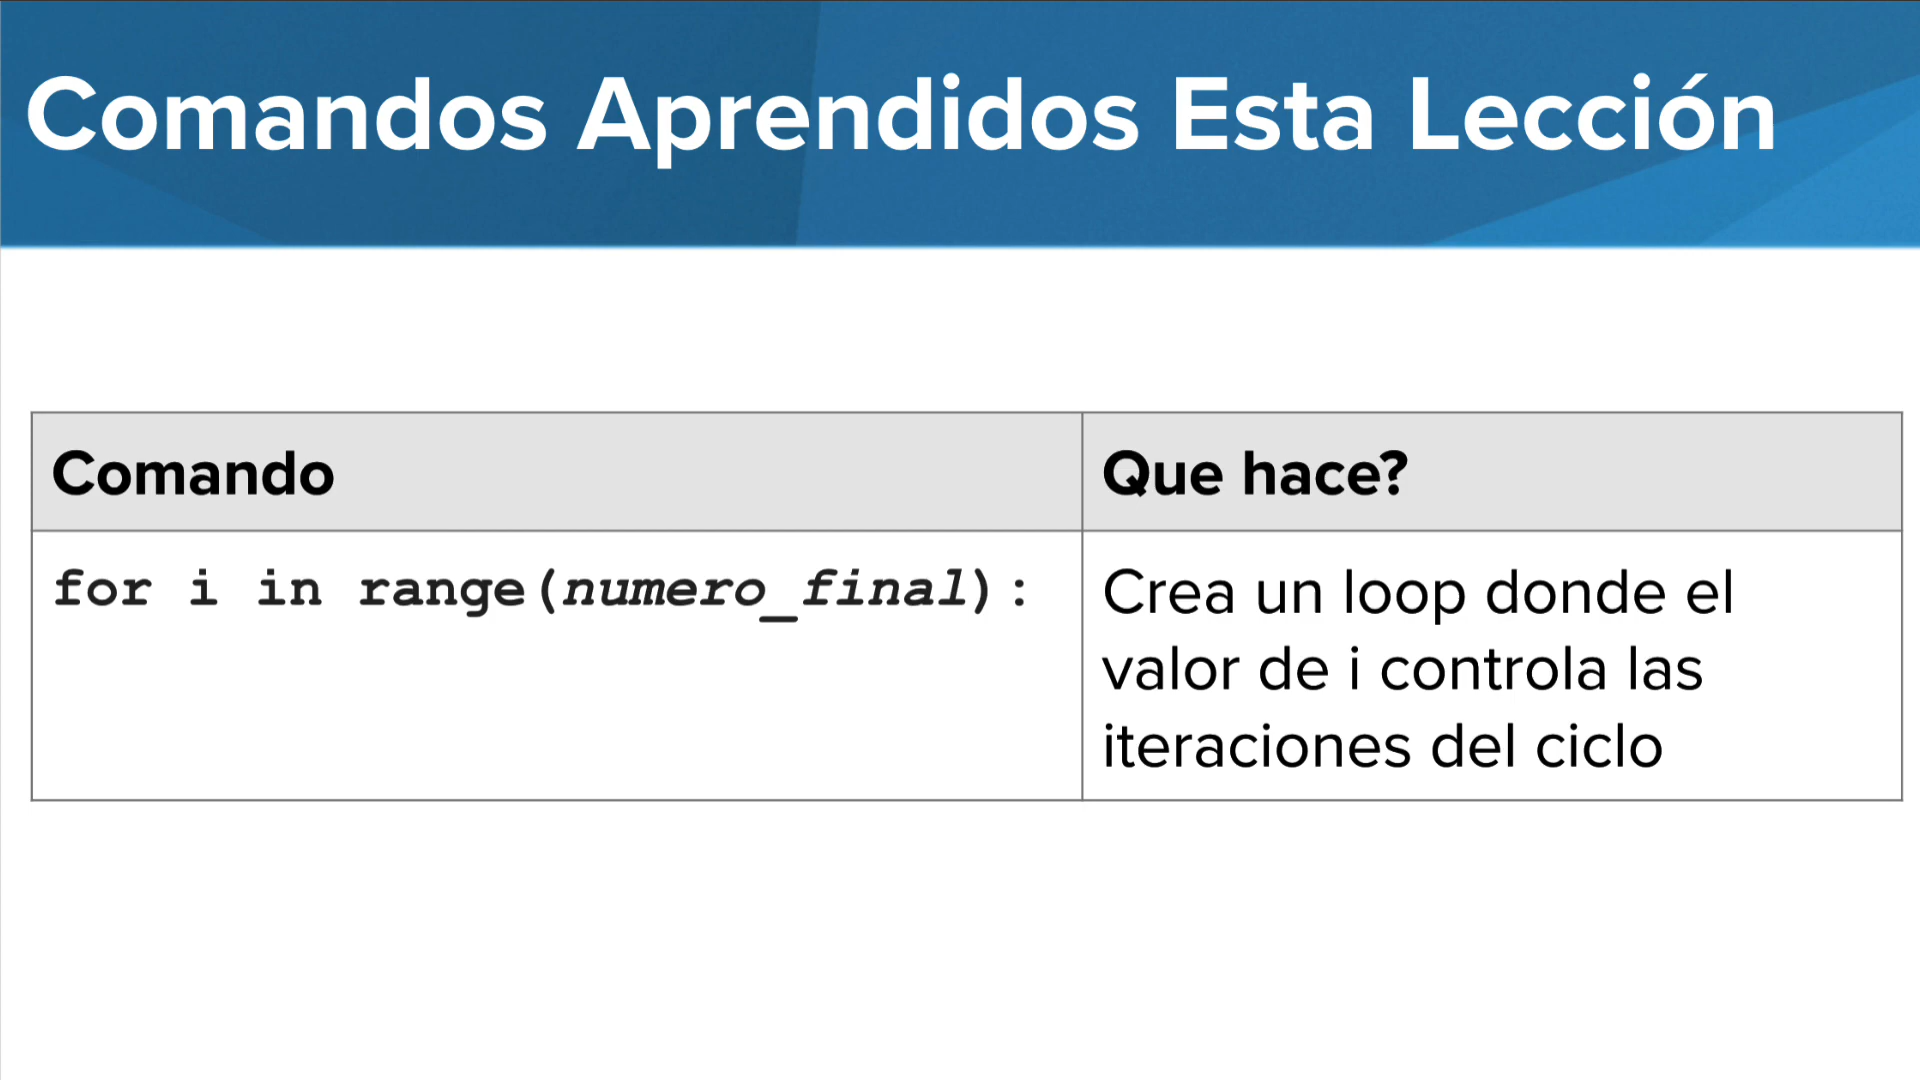 Comandos Aprendidos Esta Lección
Comando
Que hace?
for i in range(numero_final):
Crea un loop donde el
valor de i controla las
iteraciones del ciclo